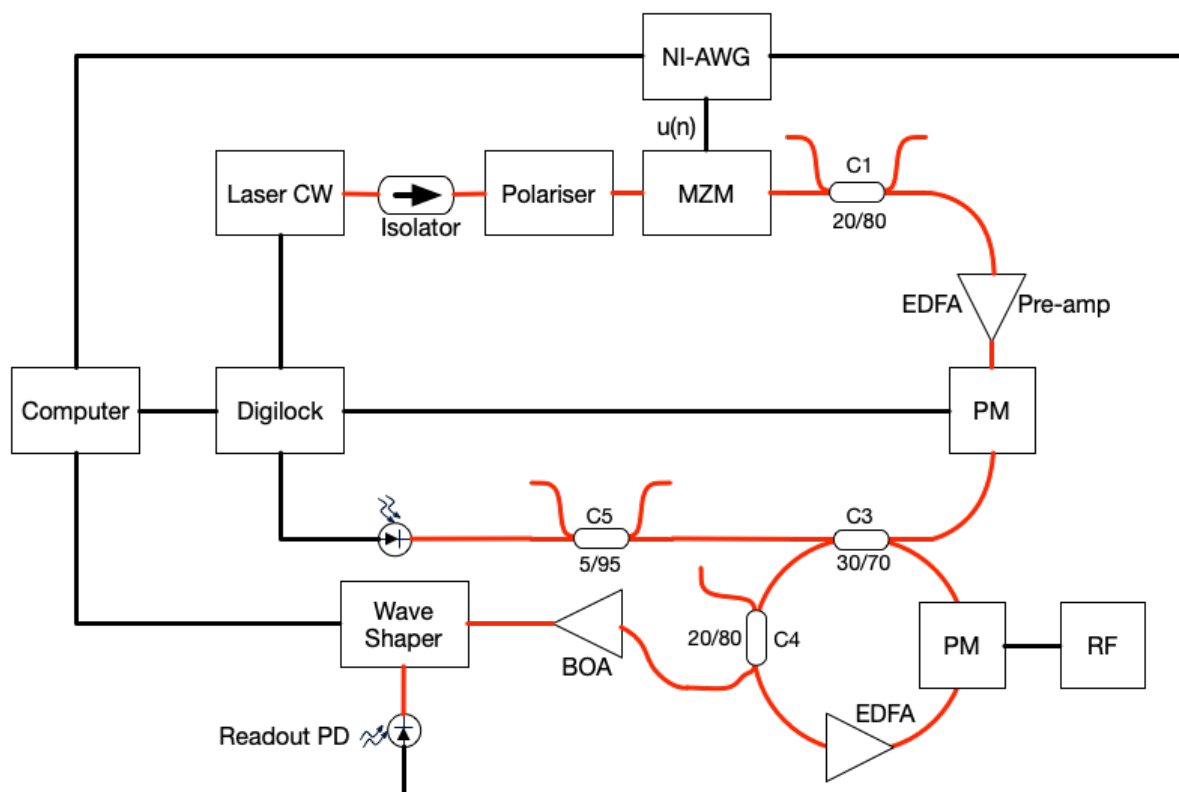 NI-AWG
u(n)
C1
Laser CW
Polariser
MZM
Isolator
20/80
EDFA
Pre-amp
Computer
Digilock
PM
C5
C3
5/95
30/70
Wave
Shaper
20/80
C4
PM
RF
BOA
EDFA
Readout PD